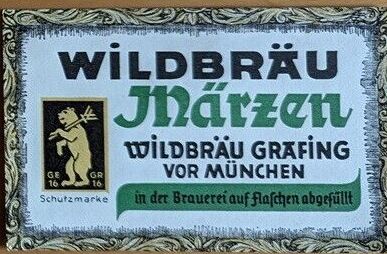 WILDBRÄU
Märzen
WILDBRÄU GRAFING
VOR MÜNCHEN
GE GR
16 16
Schutzmarke
in der Brauerei auf Flaschen abgefüllt